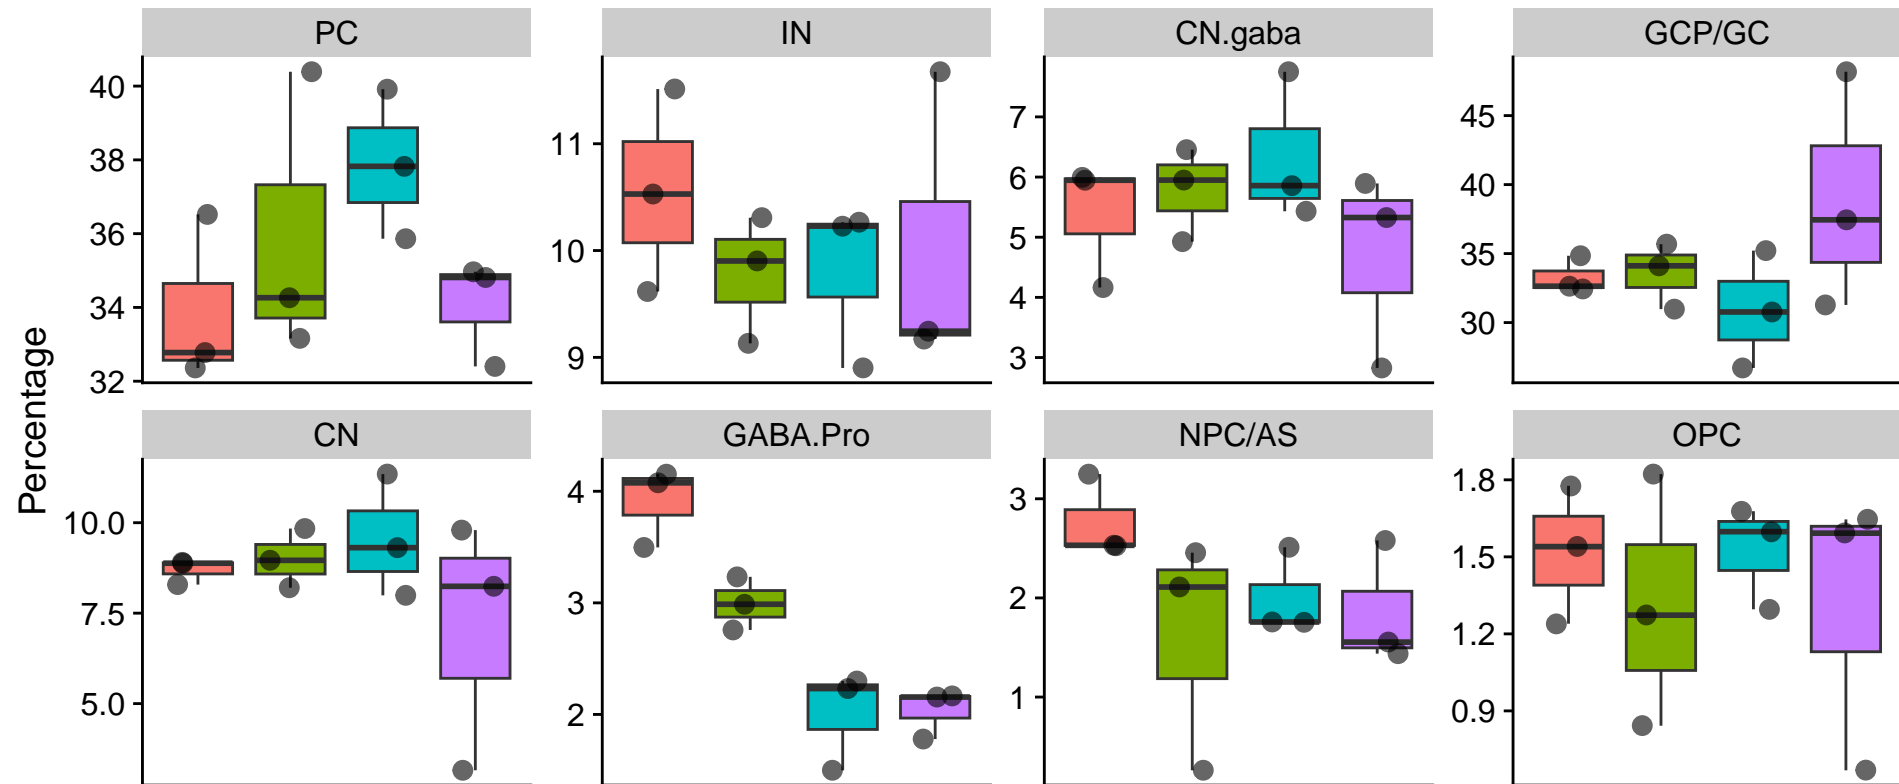 PC IN CN.gaba GCP/GC
40 38 36 34 32
11 10 9
7 6 5 4 3
45 40 35 30
Percentage
CN GABA.Pro NPC/AS OPC
10.0 7.5 5.0
4 3 2
3 2 1
1.8 1.5 1.2 0.9